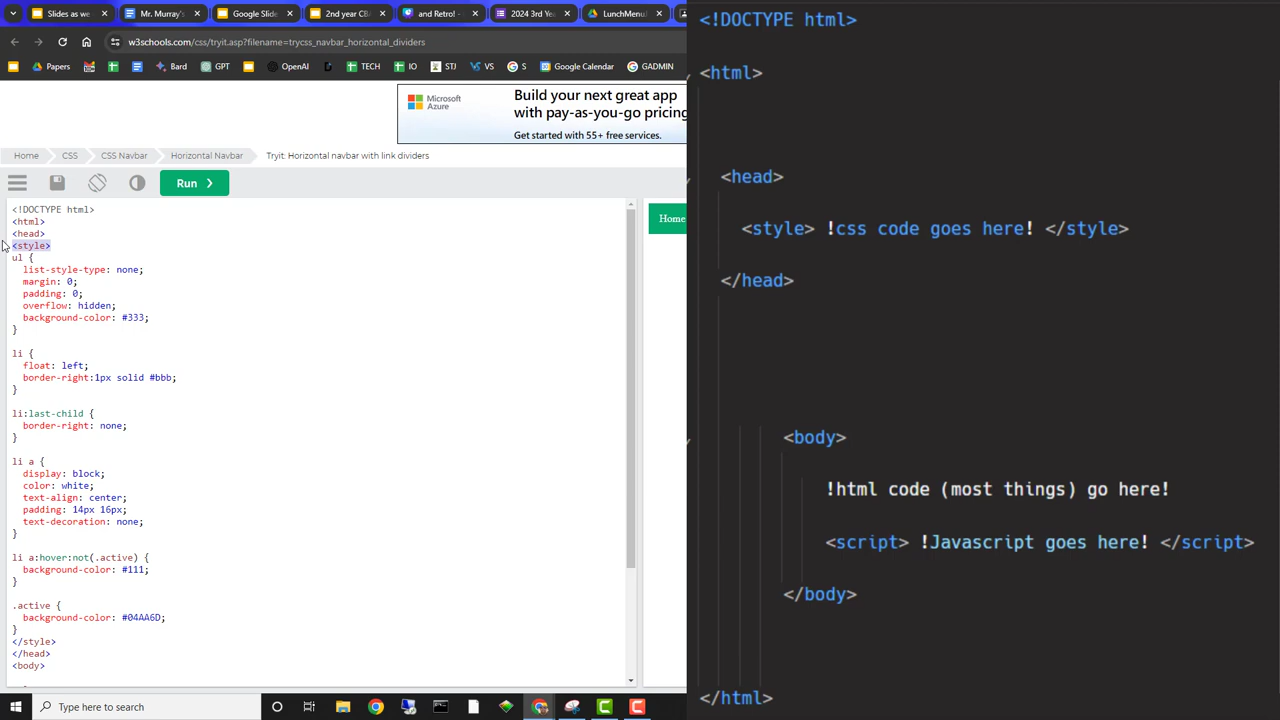 Slides as we
Mr. Murray's
Google Slide
2nd year CBA
and Retro! -
2024 3rd Yea
LunchMenu
w3schools.com/css/tryit.asp?filename=trycss_navbar_horizontal_dividers
Papers
Bard
GPT
OpenAI
TECH
IO
STJ
VS
S
Google Calendar
GADMIN
Microsoft
Azure
Build your next great app
with pay-as-you-go pricing
Get started with 55+ free services.
Home
CSS
CSS Navbar
Horizontal Navbar
Tryit: Horizontal navbar with link dividers
Run ❯
<!DOCTYPE html>
<html>
<head>
<style>
ul {
list-style-type: none;
margin: 0;
padding: 0;
overflow: hidden;
background-color: #333;
}
li {
float: left;
border-right:1px solid #bbb;
}
li:last-child {
border-right: none;
}
li a {
display: block;
color: white;
text-align: center;
padding: 14px 16px;
text-decoration: none;
}
li a:hover:not(.active) {
background-color: #111;
}
.active {
background-color: #04AA6D;
}
</style>
</head>
<body>
Home
Type here to search
<!DOCTYPE html>
<html>
<head>
<style> !css code goes here! </style>
</head>
<body>
!html code (most things) go here!
<script> !Javascript goes here! </script>
</body>
</html>